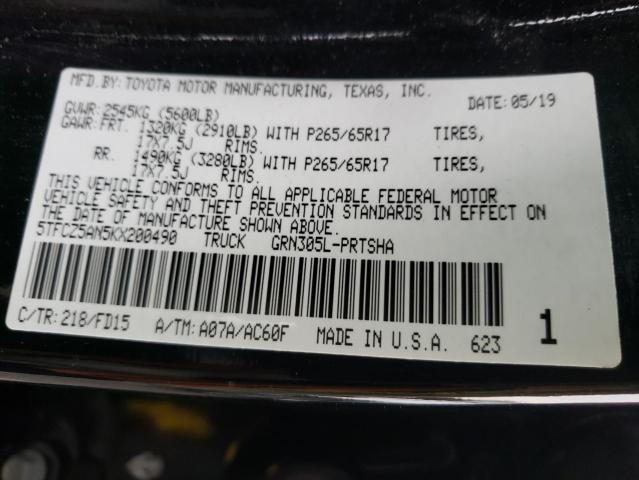 MFD.BY:TOYOTA MOTOR MANUFACTURING, TEXAS, INC. DATE:05/19
GVWR:2545KG (5600LB)
GAWR:FRT. 1320KG (2910LB) WITH P265/65R17 TIRES,
17X7.5J RIMS.
RR. 1490KG (3280LB) WITH P265/65R17 TIRES,
17X7.5J RIMS.
THIS VEHICLE CONFORMS TO ALL APPLICABLE FEDERAL MOTOR
VEHICLE SAFETY AND THEFT PREVENTION STANDARDS IN EFFECT ON
THE DATE OF MANUFACTURE SHOWN ABOVE.
5TFCZ5AN5KX200490 TRUCK GRN305L-PRTSHA
C/TR:218/FD15 A/TM:A07A/AC60F MADE IN U.S.A. 623 1